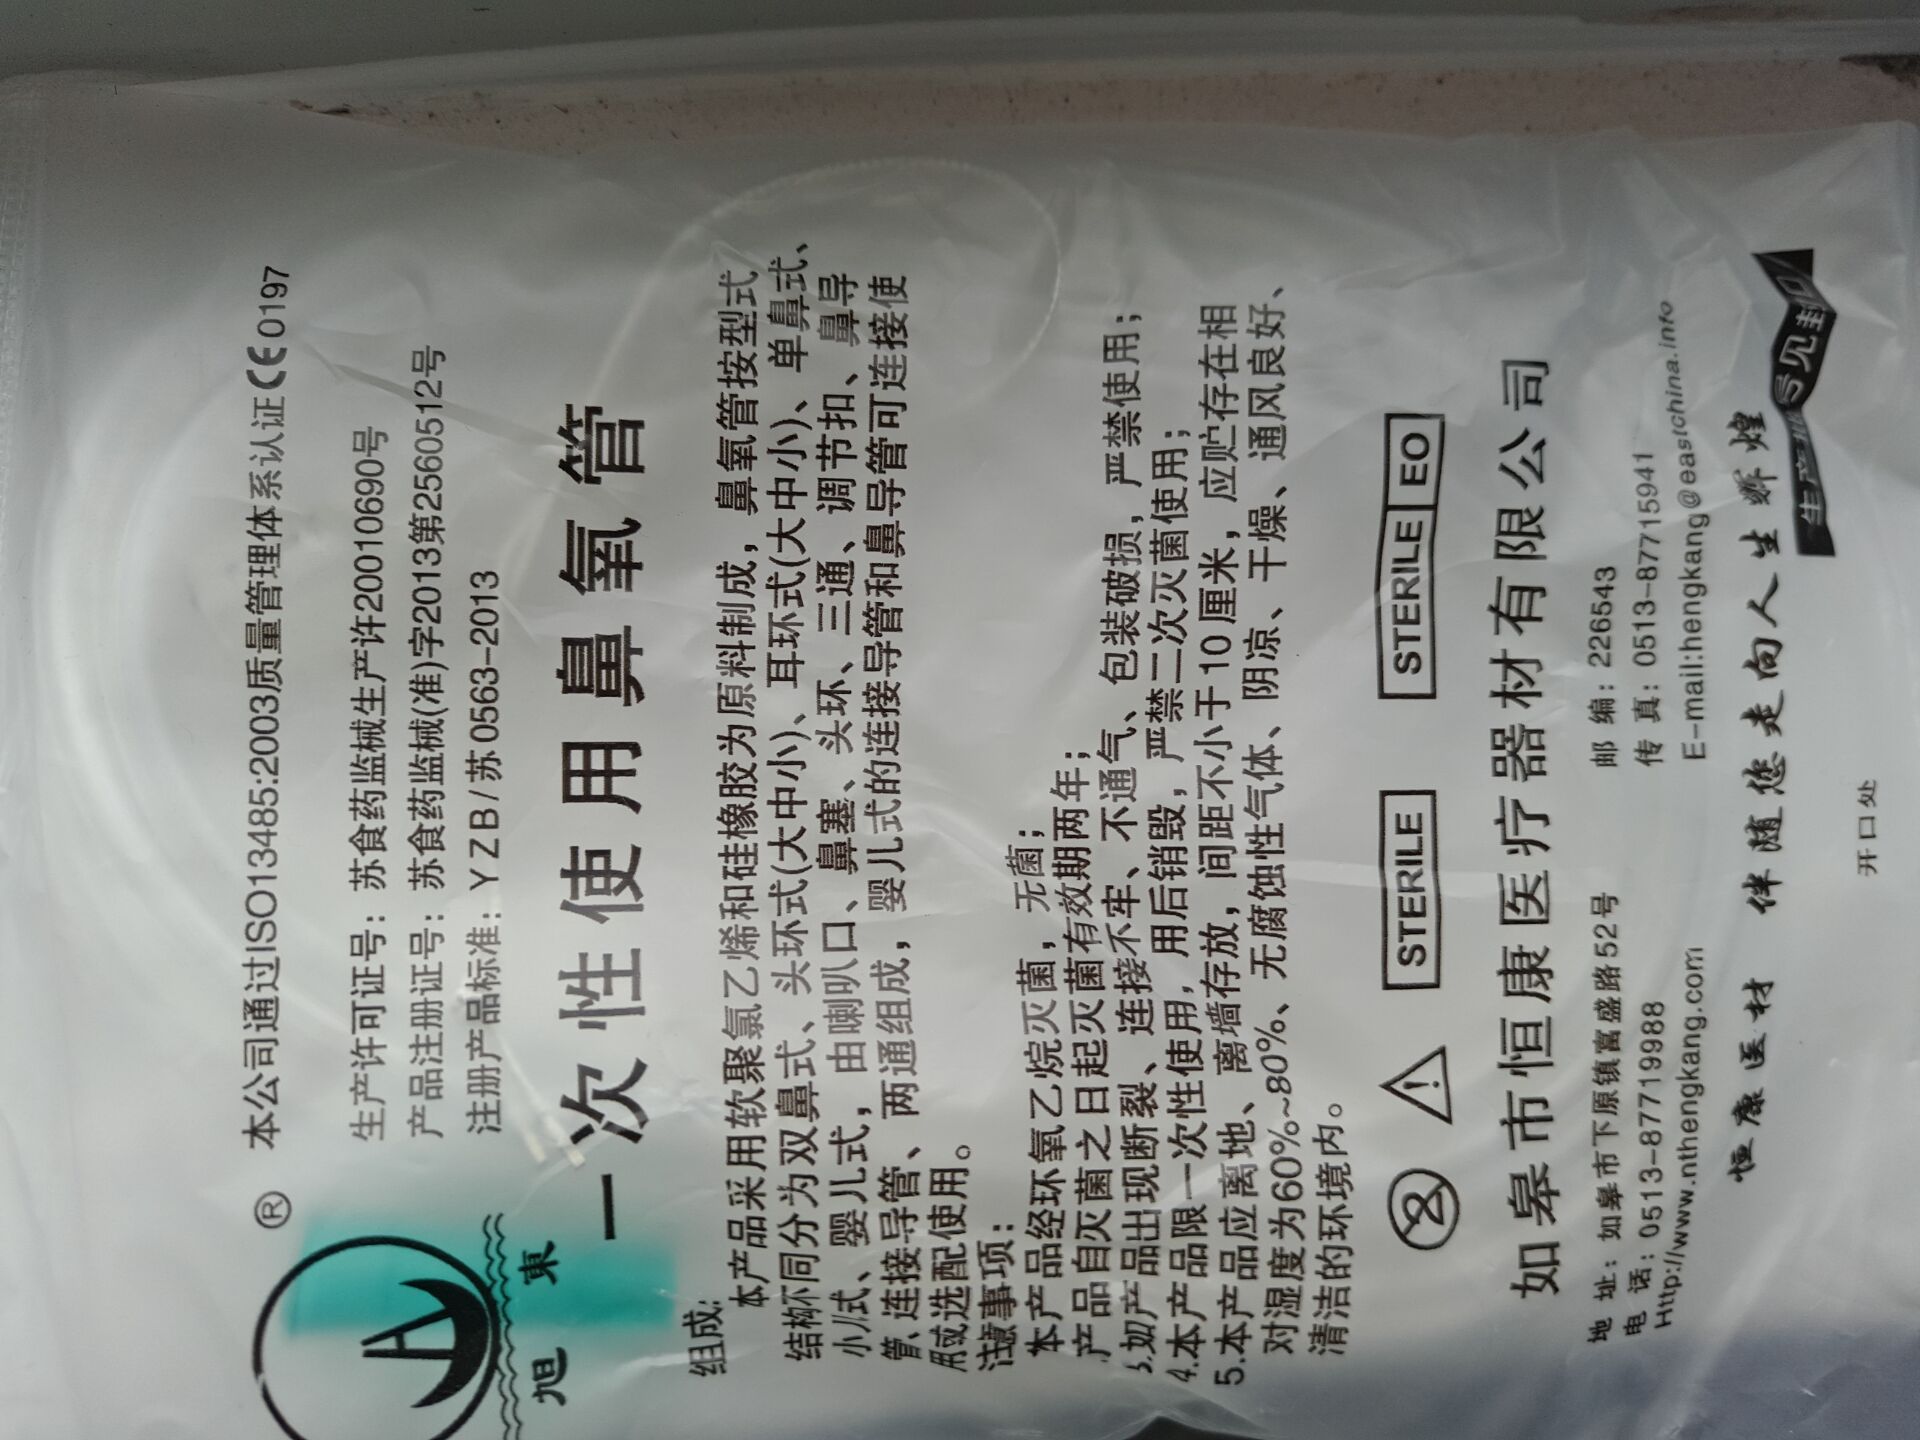 ®
本公司通过ISO13485:2003质量管理体系认证CE0197
生产许可证号：苏食药监械生产许20010690号
产品注册证号：苏食药监械(准)字2013第2560512号
注册产品标准：YZB/苏0563-2013
旭 東
一次性使用鼻氧管
组成:
本产品采用软聚氯乙烯和硅橡胶为原料制成，鼻氧管按型式
结构不同分为双鼻式、头环式(大中小)、耳环式(大中小)、单鼻式、
小儿式、婴儿式，由喇叭口、鼻塞、头环、三通、调节扣、鼻导
管、连接导管、两通组成，婴儿式的连接导管和鼻导管可连接使
用或选配使用。
注意事项：
本产品经环氧乙烷灭菌，无菌；
产品自灭菌之日起灭菌有效期两年；
3.如产品出现断裂、连接不牢、不通气、包装破损，严禁使用；
4.本产品限一次性使用，用后销毁，严禁二次灭菌使用；
5.本产品应离地、离墙存放，间距不小于10厘米，应贮存在相
对湿度为60%~80%、无腐蚀性气体、阴凉、干燥、通风良好、
清洁的环境内。
2 ! STERILE STERILE EO
如皋市恒康医疗器材有限公司
地 址：如皋市下原镇富盛路52号 邮 编：226543
电 话：0513-87719988 传 真：0513-87715941
Http://www.nthengkang.com E-mail:hengkang@eastchina.info
恒康医材 伴随您走向人生辉煌
生产批号见封口
开口处